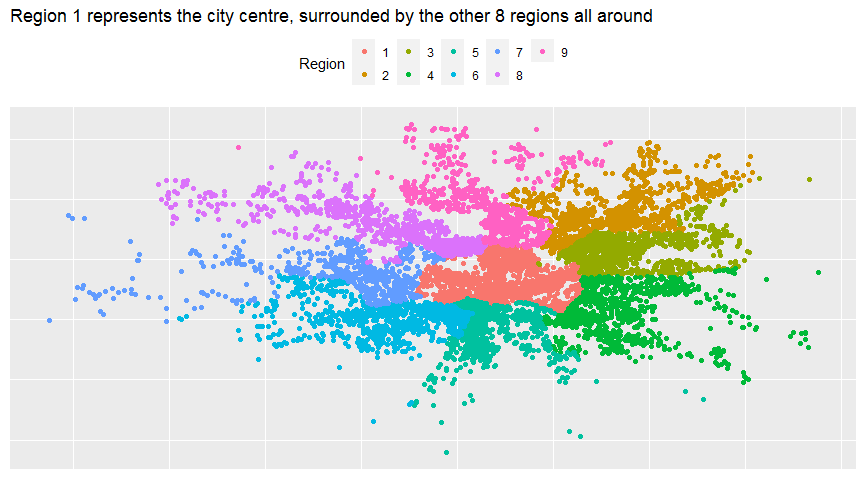 Region 1 represents the city centre, surrounded by the other 8 regions all around
Region
1 3 5 7 9
2 4 6 8